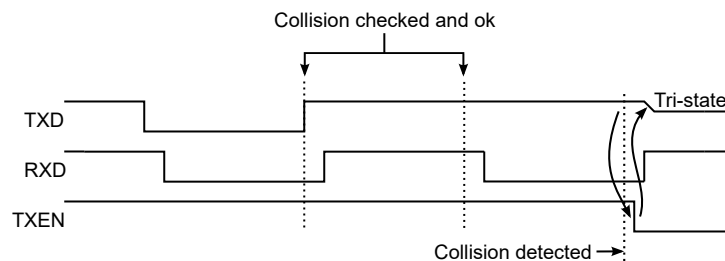 Collision checked and ok
Tri-state
TXD
RXD
TXEN
Collision detected